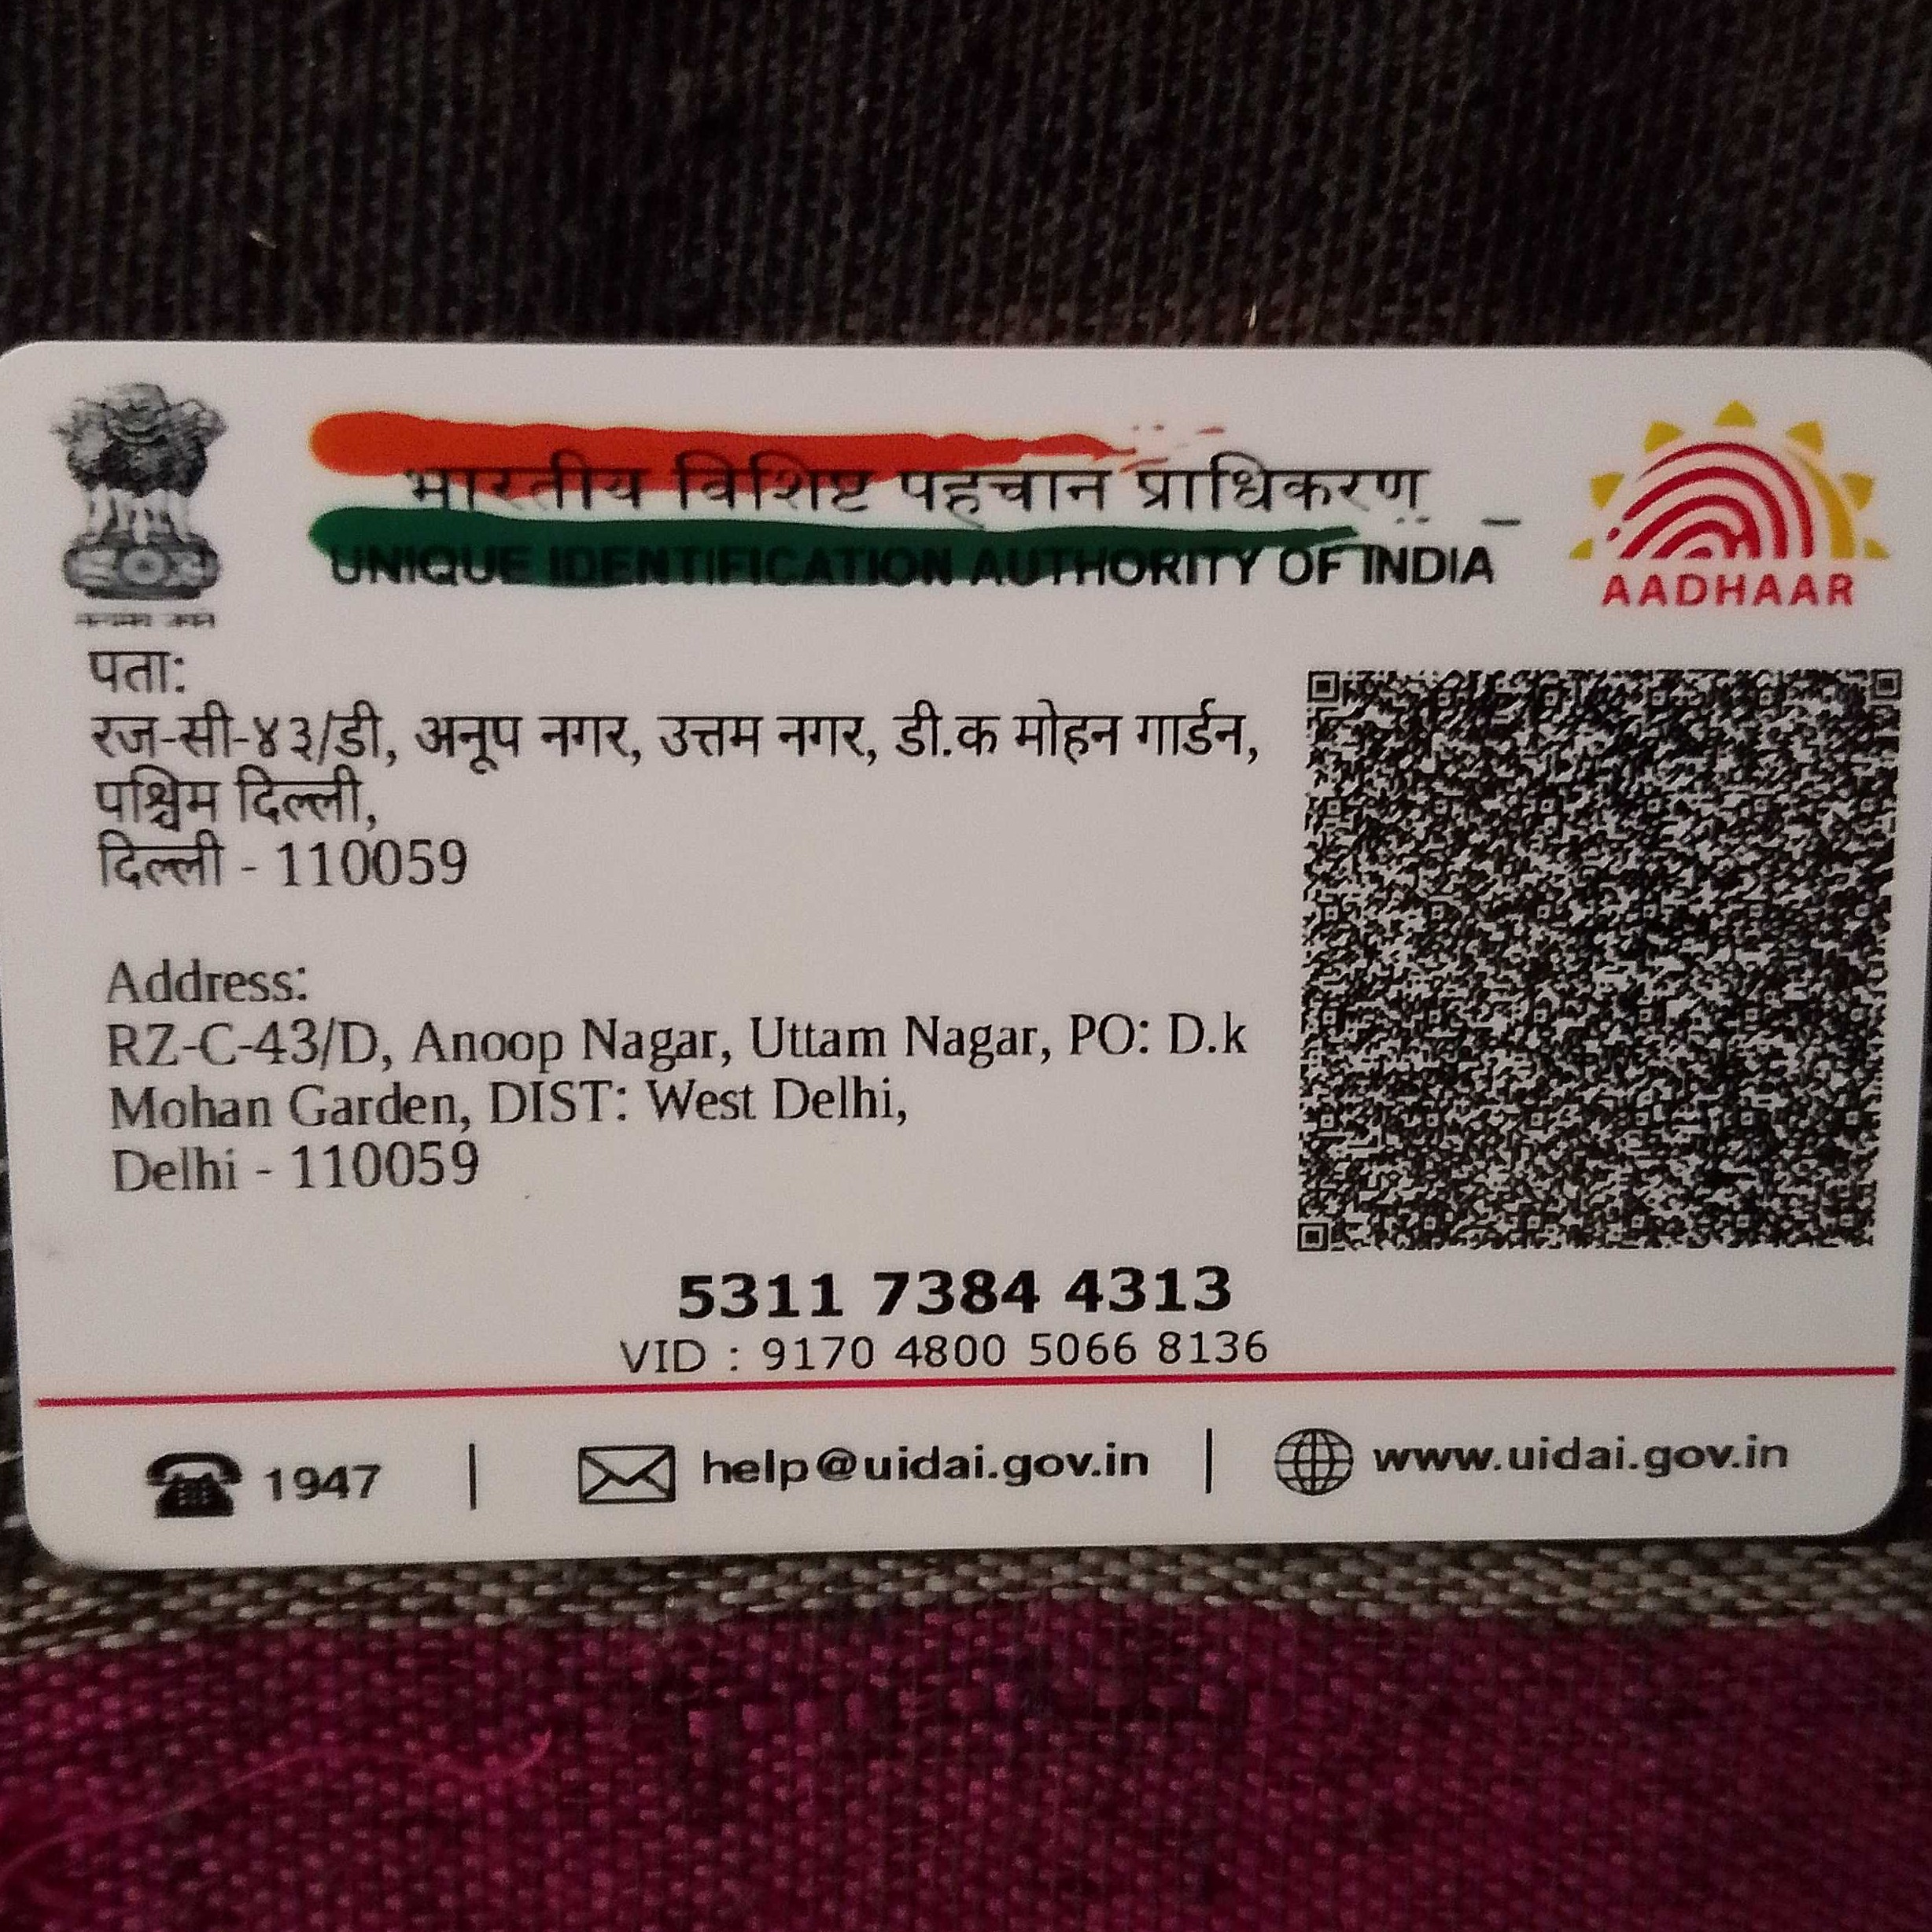 भारतीय विशिष्ट पहचान प्राधिकरण
UNIQUE IDENTIFICATION AUTHORITY OF INDIA
AADHAAR
पता:
रज-सी-४३/डी, अनूप नगर, उत्तम नगर, डी.क मोहन गार्डन,
पश्चिम दिल्ली,
दिल्ली - 110059
Address:
RZ-C-43/D, Anoop Nagar, Uttam Nagar, PO: D.k
Mohan Garden, DIST: West Delhi,
Delhi - 110059
5311 7384 4313
VID : 9170 4800 5066 8136
1947 | help@uidai.gov.in | www.uidai.gov.in